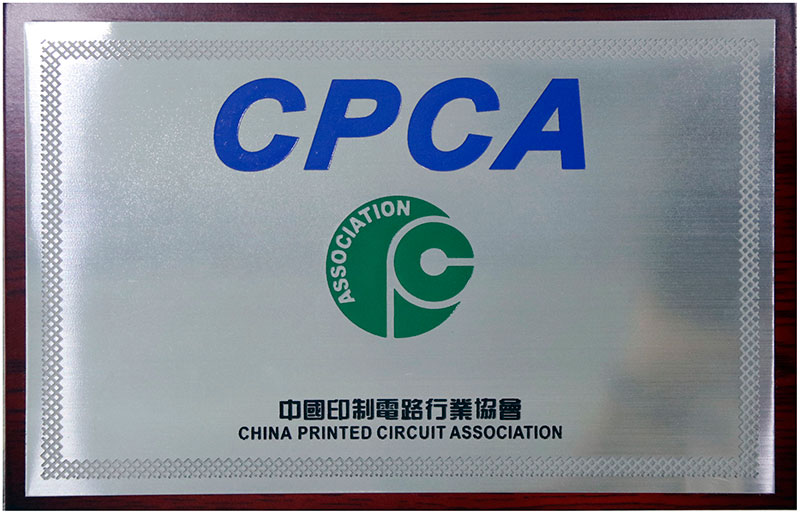 CPCA
ASSOCIATION
中國印制電路行業協會
CHINA PRINTED CIRCUIT ASSOCIATION